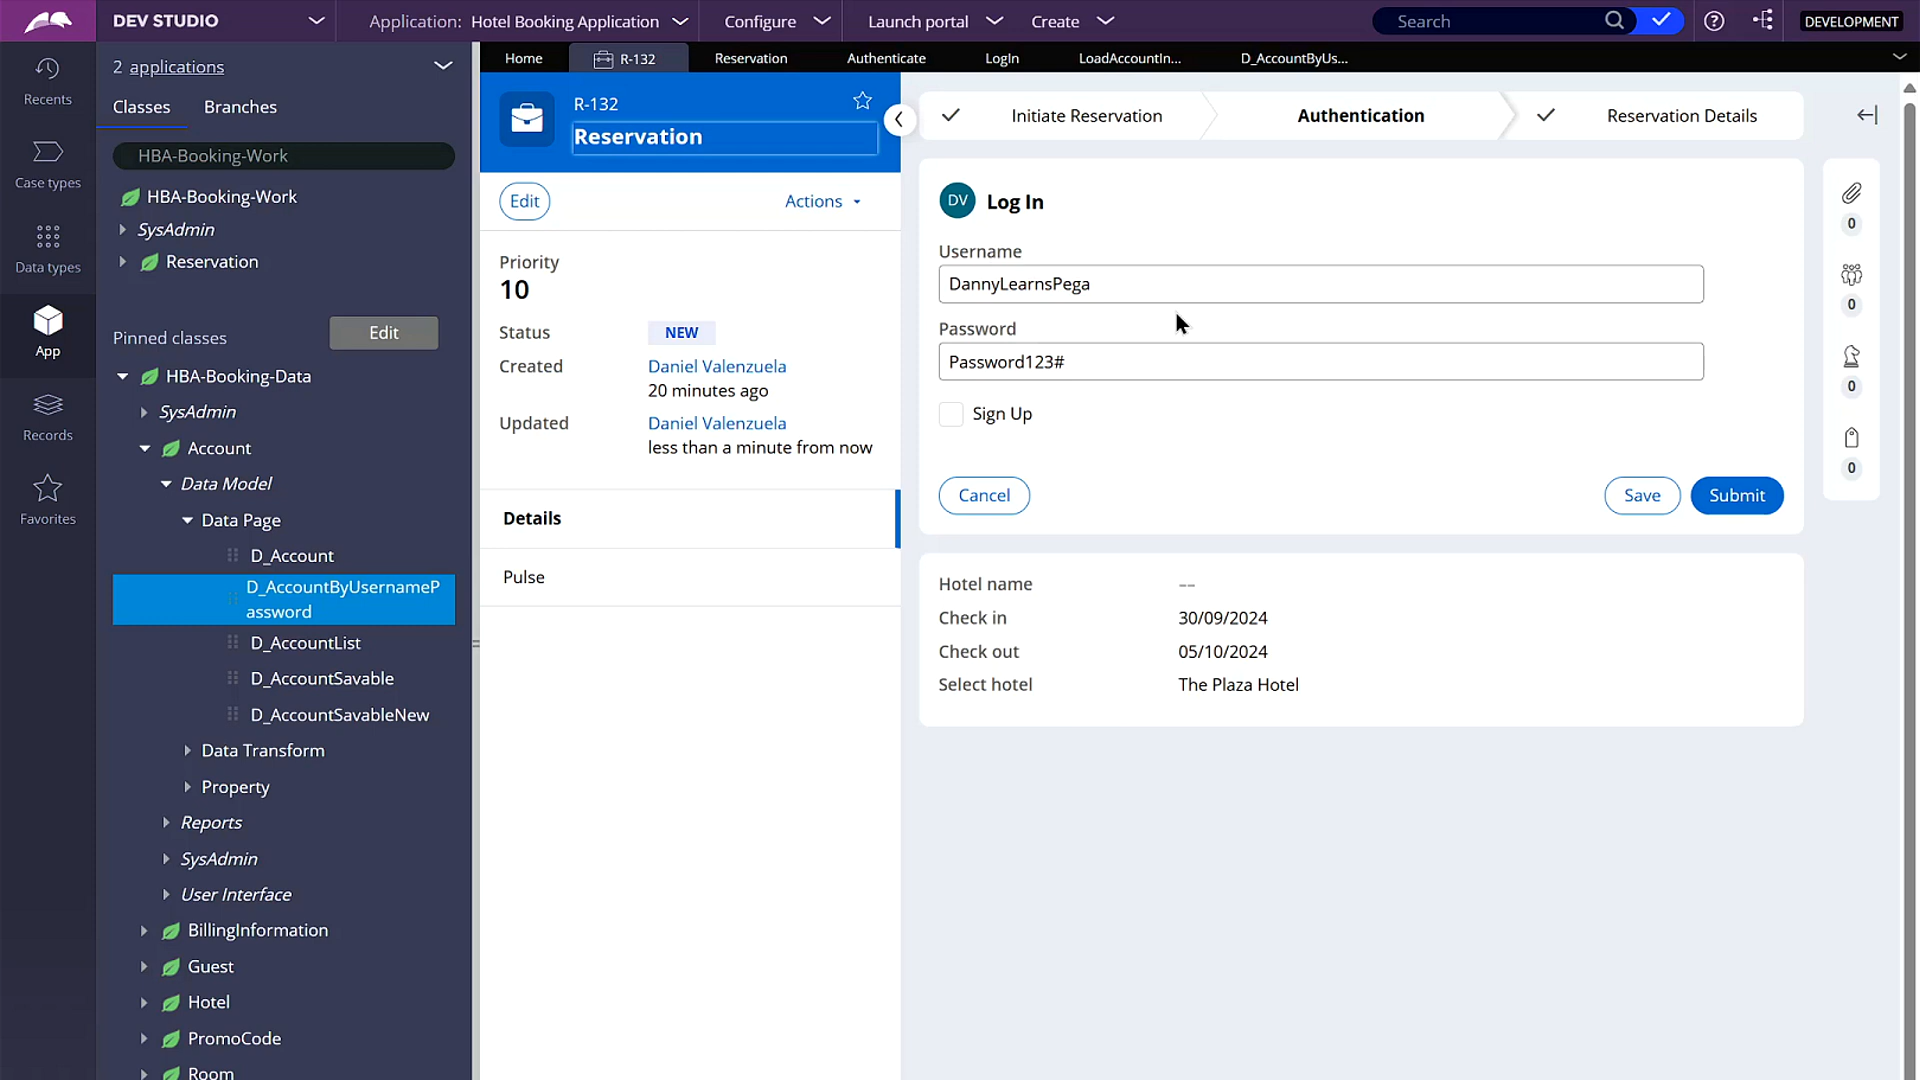 DEV STUDIO
Application: Hotel Booking Application
Configure
Launch portal
Create
Search
DEVELOPMENT
Recents
Case types
Data types
App
Records
Favorites
2 applications
Classes
Branches
HBA-Booking-Work
HBA-Booking-Work
SysAdmin
Reservation
Pinned classes
Edit
HBA-Booking-Data
SysAdmin
Account
Data Model
Data Page
D_Account
D_AccountByUsernameP
assword
D_AccountList
D_AccountSavable
D_AccountSavableNew
Data Transform
Property
Reports
SysAdmin
User Interface
BillingInformation
Guest
Hotel
PromoCode
Room
Home
R-132
Reservation
Authenticate
LogIn
LoadAccountIn...
D_AccountByUs...
R-132
Reservation
Edit
Actions
Priority
10
Status
NEW
Created
Daniel Valenzuela
20 minutes ago
Updated
Daniel Valenzuela
less than a minute from now
Details
Pulse
Initiate Reservation
Authentication
Reservation Details
DV
Log In
Username
DannyLearnsPega
Password
Password123#
Sign Up
Cancel
Save
Submit
Hotel name
––
Check in
30/09/2024
Check out
05/10/2024
Select hotel
The Plaza Hotel
0
0
0
0